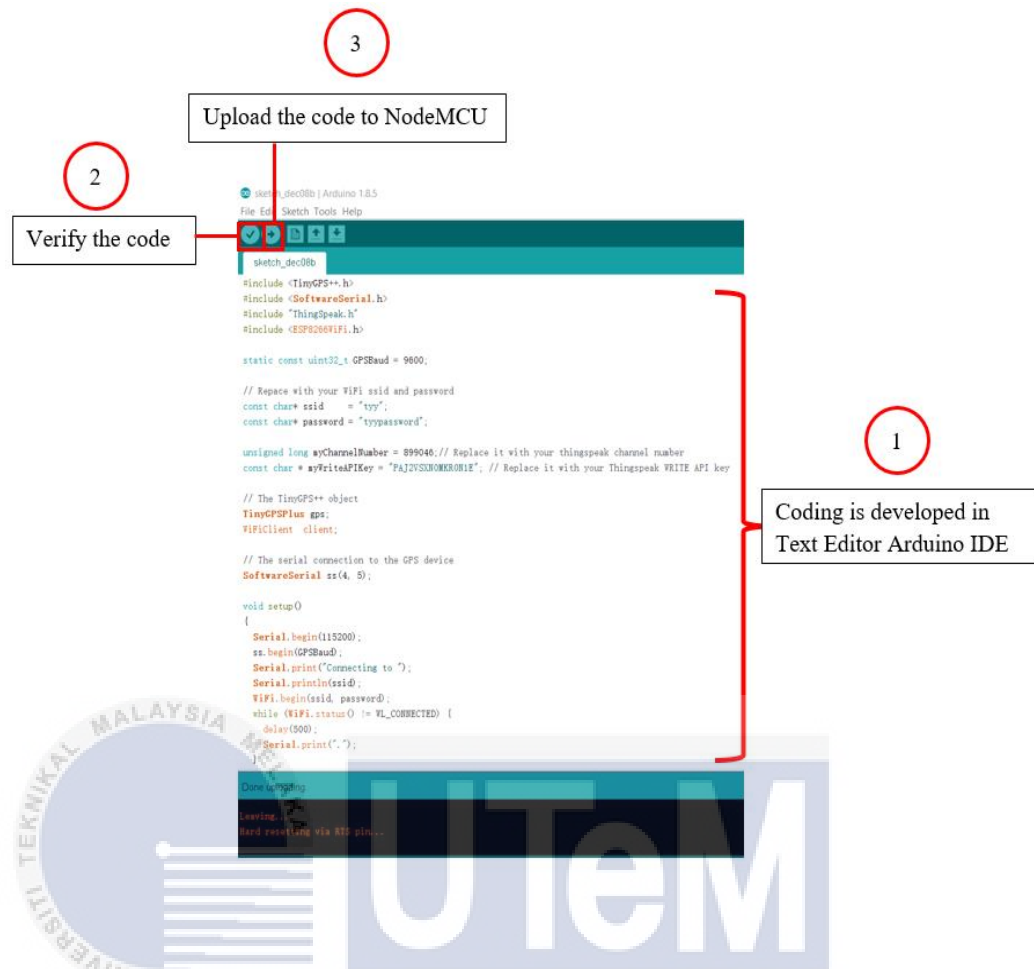 3
Upload the code to NodeMCU
2
Verify the code
sketch_dec08b | Arduino 1.8.5
File Edit Sketch Tools Help
sketch_dec08b
#include <TinyGPS++.h>
#include <SoftwareSerial.h>
#include "ThingSpeak.h"
#include <ESP8266WiFi.h>
static const uint32_t GPSBaud = 9600;
// Repace with your WiFi ssid and password
const char* ssid = "tyy";
const char* password = "tyypassword";
unsigned long myChannelNumber = 899046;// Replace it with your thingspeak channel number
const char * myWriteAPIKey = "PAJ2VSXNOMKRON1E"; // Replace it with your Thingspeak WRITE API key
// The TinyGPS++ object
TinyGPSPlus gps;
WiFiClient client;
// The serial connection to the GPS device
SoftwareSerial ss(4, 5);
void setup()
{
Serial.begin(115200);
ss.begin(GPSBaud);
Serial.print("Connecting to ");
Serial.println(ssid);
WiFi.begin(ssid, password);
while (WiFi.status() != WL_CONNECTED) {
delay(500);
Serial.print(".");
}
Done uploading.
Leaving...
Hard resetting via RTS pin...
1
Coding is developed in
Text Editor Arduino IDE
TEKNIKAL MALAYSIA
UTeM